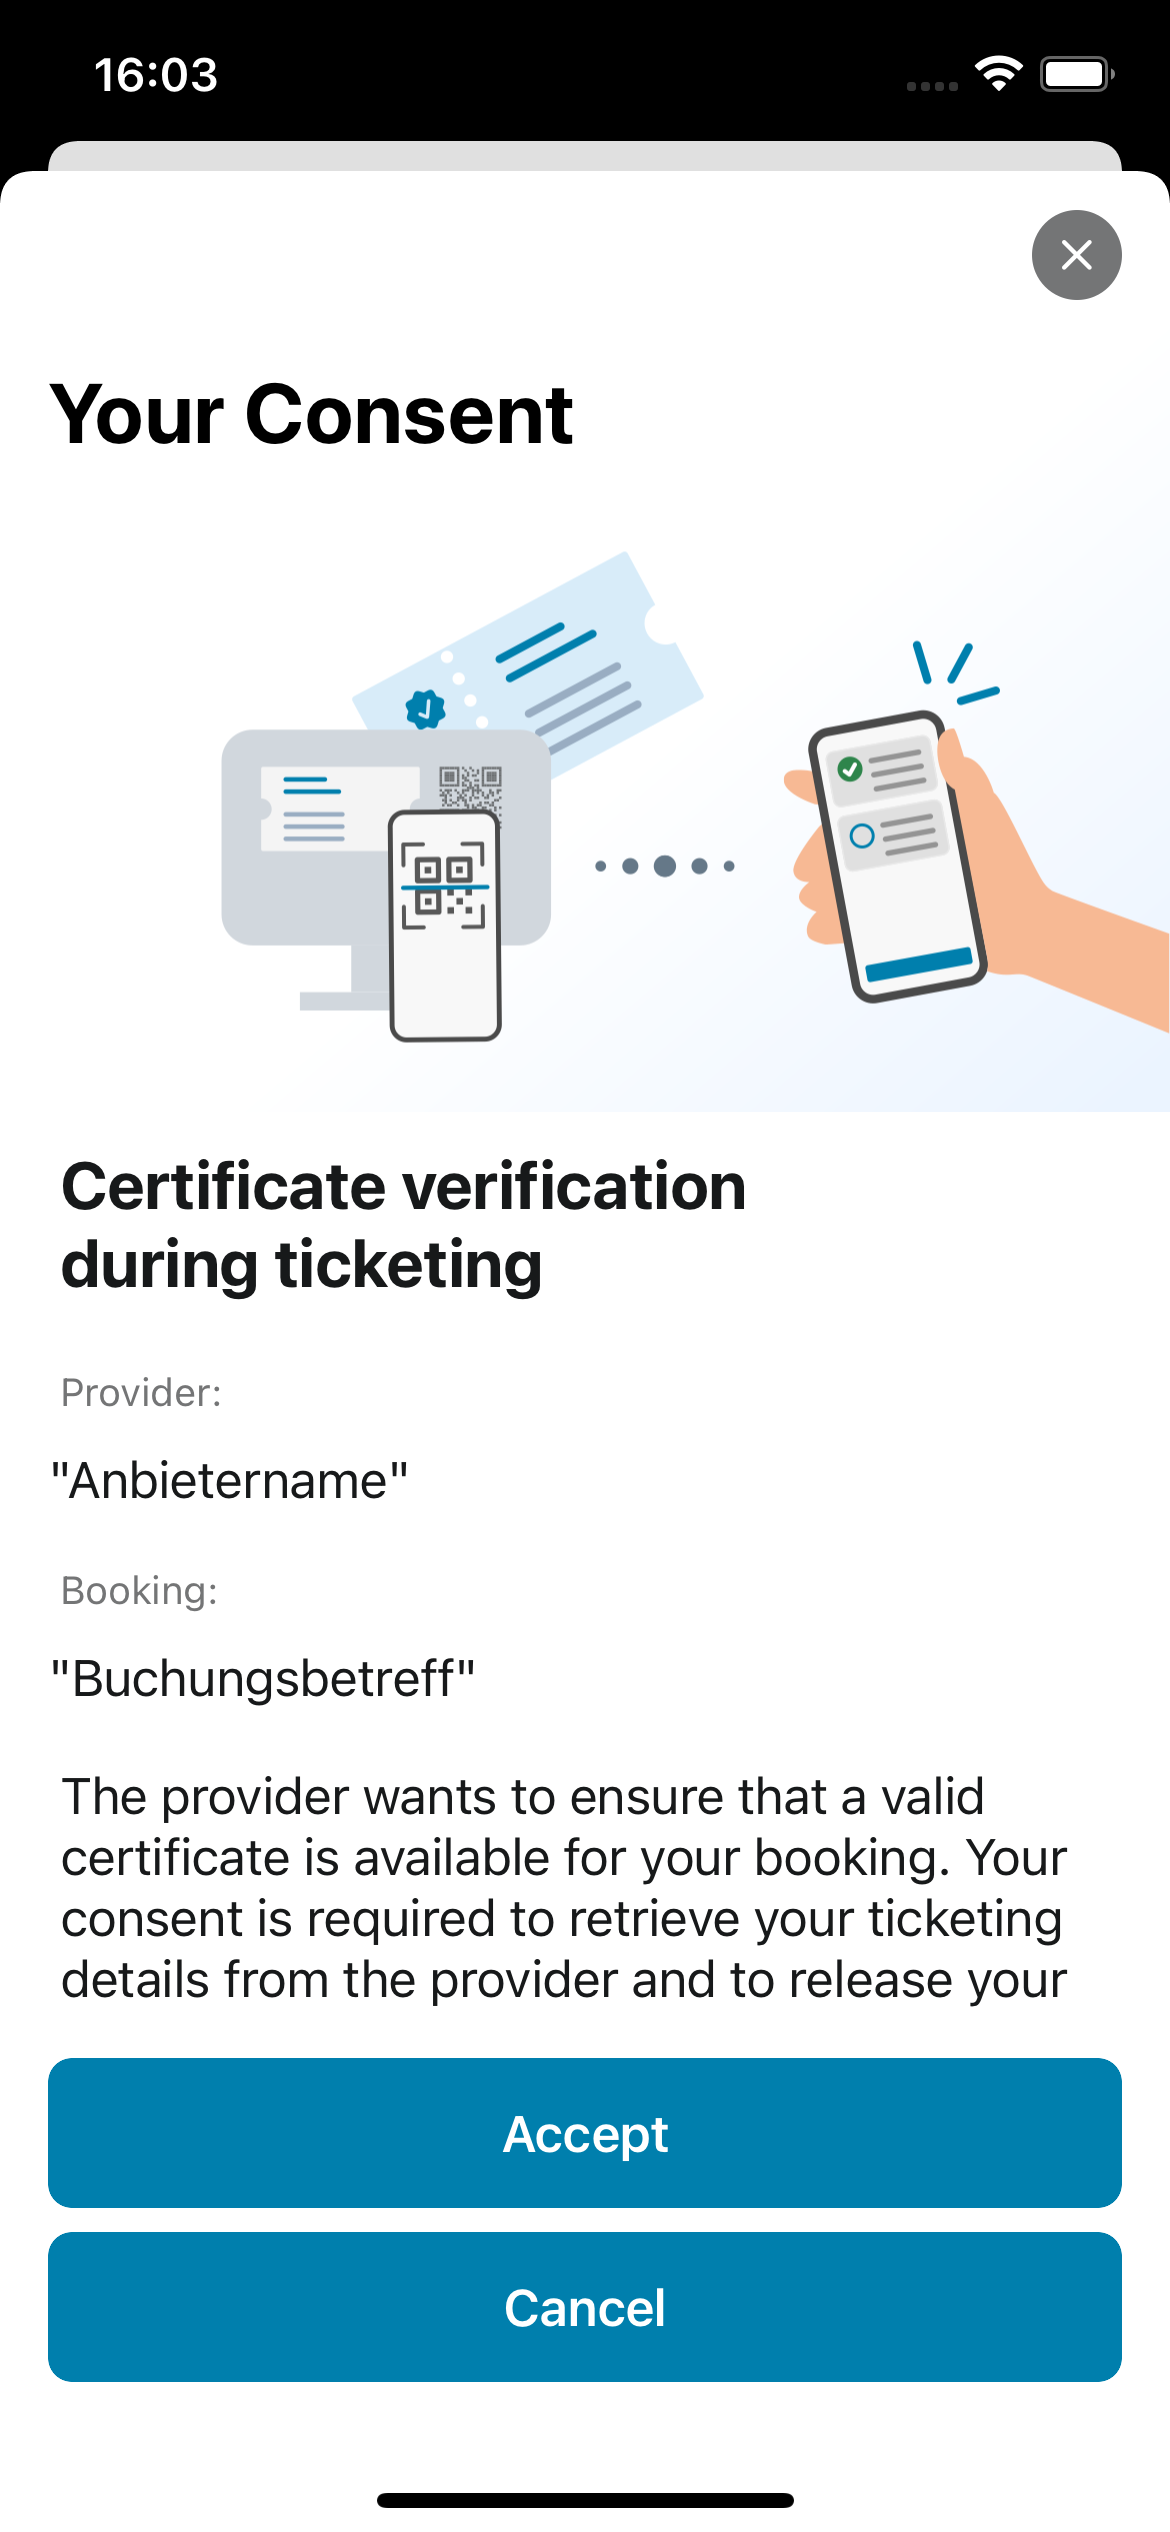 16:03
Your Consent
Certificate verification
during ticketing
Provider:
"Anbietername"
Booking:
"Buchungsbetreff"
The provider wants to ensure that a valid
certificate is available for your booking. Your
consent is required to retrieve your ticketing
details from the provider and to release your
Accept
Cancel